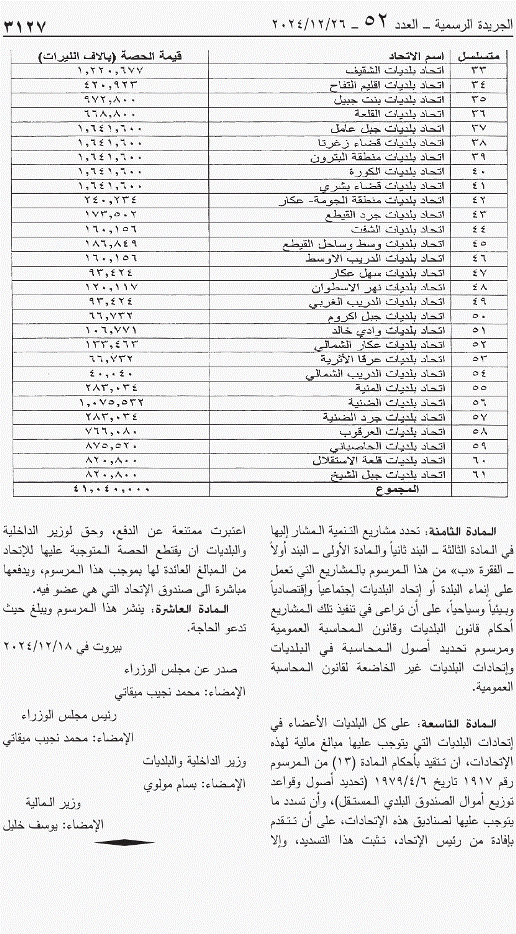 الجريدة الرسمية ــ العدد ٥٢ ــ ٢٠٢٤/١٢/٢٦ ٣١٢٧
متسلسل اسم الاتحاد قيمة الحصة (بآلاف الليرات)
٣٣ اتحاد بلديات الشقيف ١,٢٢٠,٦٧٧
٣٤ اتحاد بلديات اقليم التفاح ٤٢٠,٩٢٣
٣٥ اتحاد بلديات بنت جبيل ٩٧٢,٨٠٠
٣٦ اتحاد بلديات القلعة ٦٦٨,٨٠٠
٣٧ اتحاد بلديات جبل عامل ١,٦٤١,٦٠٠
٣٨ اتحاد بلديات قضاء زغرتا ١,٦٤١,٦٠٠
٣٩ اتحاد بلديات منطقة البترون ١,٦٤١,٦٠٠
٤٠ اتحاد بلديات الكورة ١,٦٤١,٦٠٠
٤١ اتحاد بلديات قضاء بشري ١,٦٤١,٦٠٠
٤٢ اتحاد بلديات منطقة الجومة- عكار ٢٤٠,٢٣٤
٤٣ اتحاد بلديات جرد القيطع ١٧٣,٥٠٢
٤٤ اتحاد بلديات الشفت ١٦٠,١٥٦
٤٥ اتحاد بلديات وسط وساحل القيطع ١٨٦,٨٤٩
٤٦ اتحاد بلديات الدريب الاوسط ١٦٠,١٥٦
٤٧ اتحاد بلديات سهل عكار ٩٣,٤٢٤
٤٨ اتحاد بلديات نهر الاسطوان ١٢٠,١١٧
٤٩ اتحاد بلديات الدريب الغربي ٩٣,٤٢٤
٥٠ اتحاد بلديات جبل اكروم ٦٦,٧٣٢
٥١ اتحاد بلديات وادي خالد ١٠٦,٧٧١
٥٢ اتحاد بلديات عكار الشمالي ١٣٣,٤٦٣
٥٣ اتحاد بلديات عرقا الأثرية ٦٦,٧٣٢
٥٤ اتحاد بلديات الدريب الشمالي ٤٠,٠٤٠
٥٥ اتحاد بلديات المنية ٢٨٣,٠٣٤
٥٦ اتحاد بلديات الضنية ١,٠٧٥,٥٣٢
٥٧ اتحاد بلديات جرد الضنية ٢٨٣,٠٣٤
٥٨ اتحاد بلديات العرقوب ٧٦٦,٠٨٠
٥٩ اتحاد بلديات الحاصباني ٨٧٥,٥٢٠
٦٠ اتحاد بلديات قلعة الإستقلال ٨٢٠,٨٠٠
٦١ اتحاد بلديات جبل الشيخ ٨٢٠,٨٠٠
المجموع ٤١,٠٤٠,٠٠٠
المادة الثامنة: تحدد مشاريع التنمية المشار إليها
في المادة الثالثة ــ البند ثانياً والمادة الأولى ــ البند أولاً
ــ الفقرة «ب» من هذا المرسوم بالمشاريع التي تعمل
على إنماء البلدة أو إتحاد البلديات إجتماعياً وإقتصادياً
وبيئياً وسياحياً، على أن تراعى في تنفيذ تلك المشاريع
أحكام قانون البلديات وقانون المحاسبة العمومية
ومرسوم تحديد أصول المحاسبة في البلديات
وإتحادات البلديات غير الخاضعة لقانون المحاسبة
العمومية.
المادة التاسعة: على كل البلديات الأعضاء في
إتحادات البلديات التي يتوجب عليها مبالغ مالية لهذه
الإتحادات، ان تتقيد بأحكام المادة (١٣) من المرسوم
رقم ١٩١٧ تاريخ ١٩٧٩/٤/٦ (تحديد أصول وقواعد
توزيع أموال الصندوق البلدي المستقل)، وأن تسدد ما
يتوجب عليها لصناديق هذه الإتحادات، على أن تتقدم
بإفادة من رئيس الإتحاد، تثبت هذا التسديد، وإلا
اعتبرت ممتنعة عن الدفع، وحق لوزير الداخلية
والبلديات ان يقتطع الحصة المتوجبة عليها للإتحاد
من المبالغ العائدة لها بموجب هذا المرسوم، ويدفعها
مباشرة الى صندوق الإتحاد التي هي عضو فيه.
المادة العاشرة: ينشر هذا المرسوم ويبلغ حيث
تدعو الحاجة.
بيروت في ٢٠٢٤/١٢/١٨
صدر عن مجلس الوزراء
الإمضاء: محمد نجيب ميقاتي
رئيس مجلس الوزراء
الإمضاء: محمد نجيب ميقاتي
وزير الداخلية والبلديات
الإمضاء: بسام مولوي
وزير المالية
الإمضاء: يوسف خليل